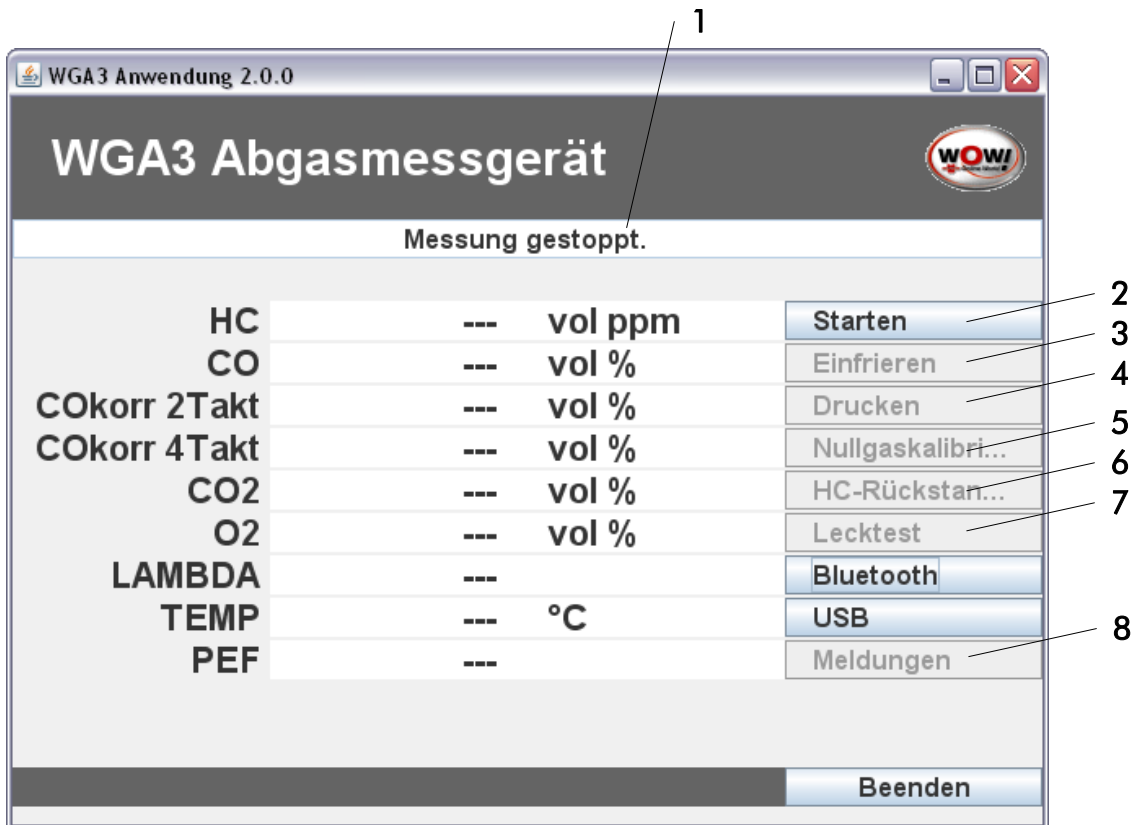 1
WGA3 Anwendung 2.0.0
WGA3 Abgasmessgerät
WOW!
Messung gestoppt.
HC --- vol ppm Starten 2
CO --- vol % Einfrieren 3
COkorr 2Takt --- vol % Drucken 4
COkorr 4Takt --- vol % Nullgaskalibri... 5
CO2 --- vol % HC-Rückstan... 6
O2 --- vol % Lecktest 7
LAMBDA --- Bluetooth
TEMP --- °C USB
PEF --- Meldungen 8
Beenden